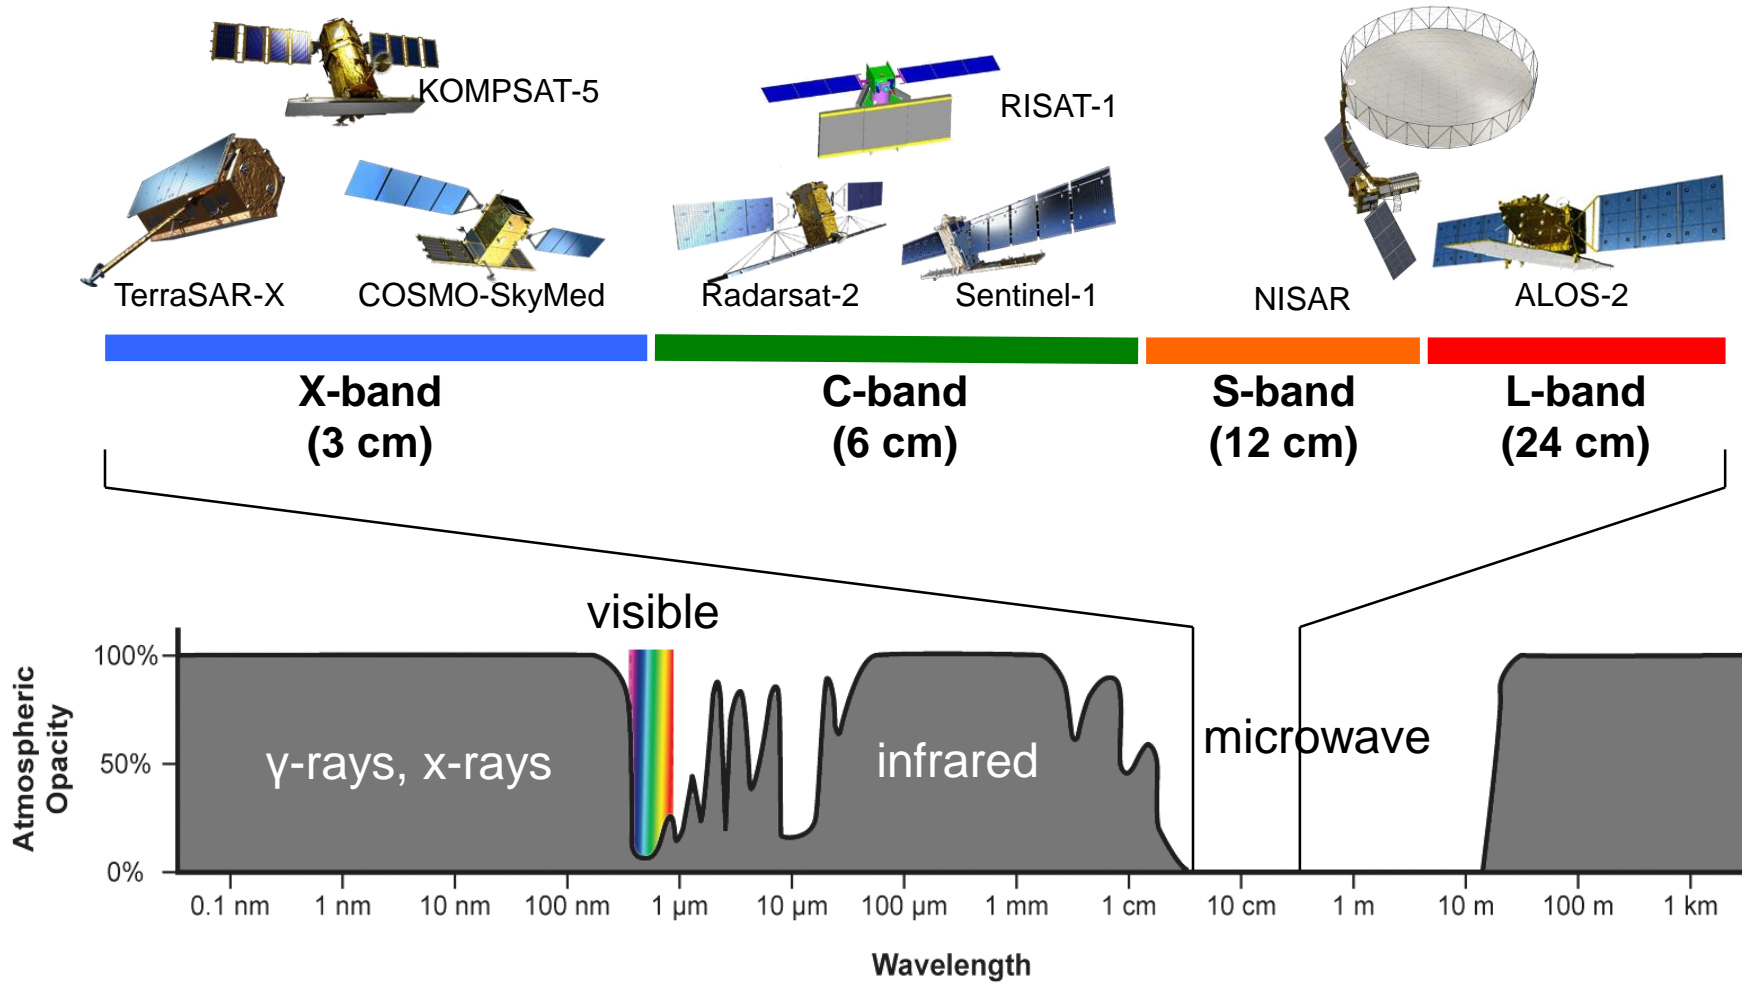 KOMPSAT-5
RISAT-1
TerraSAR-X
COSMO-SkyMed
Radarsat-2
Sentinel-1
NISAR
ALOS-2
X-band
(3 cm)
C-band
(6 cm)
S-band
(12 cm)
L-band
(24 cm)
visible
Atmospheric
Opacity
100%
50%
0%
γ-rays, x-rays
infrared
microwave
0.1 nm
1 nm
10 nm
100 nm
1 μm
10 μm
100 μm
1 mm
1 cm
10 cm
1 m
10 m
100 m
1 km
Wavelength